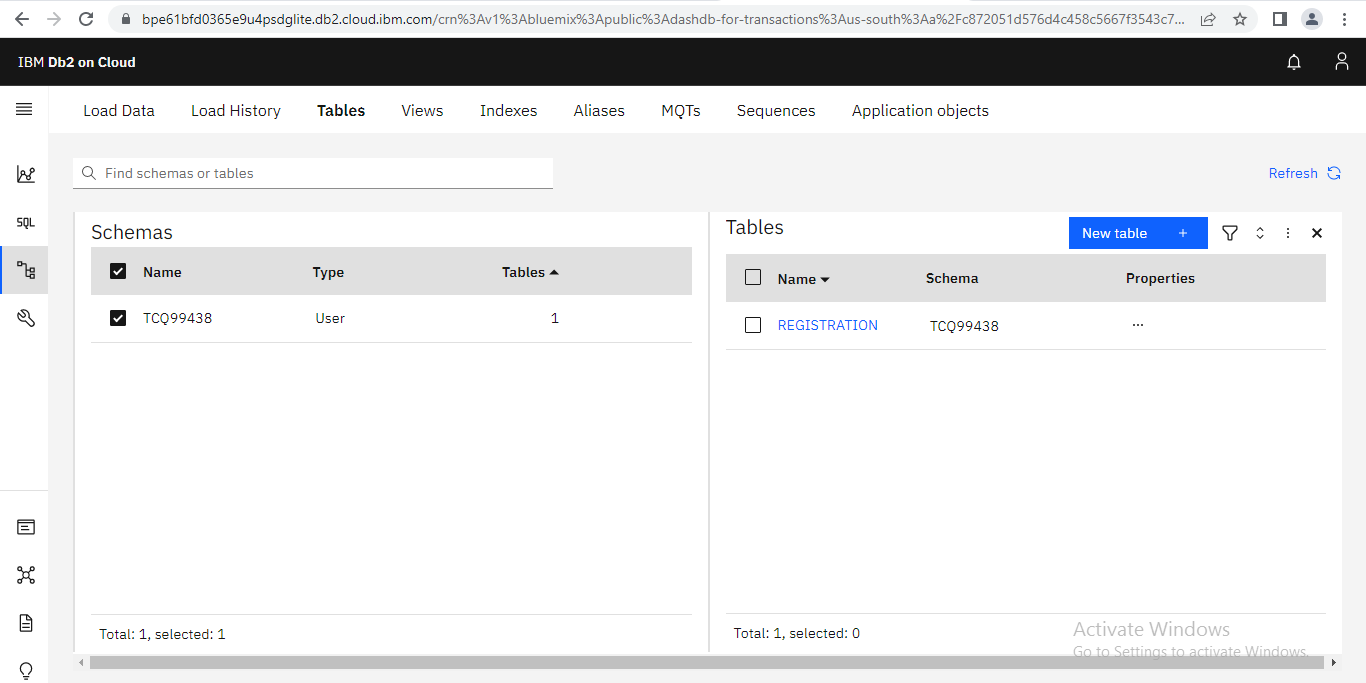 bpe61bfd0365e9u4psdglite.db2.cloud.ibm.com/crn%3Av1%3Abluemix%3Apublic%3Adashdb-for-transactions%3Aus-south%3Aa%2Fc872051d576d4c458c5667f3543c7...
IBM Db2 on Cloud
Load Data Load History Tables Views Indexes Aliases MQTs Sequences Application objects
SQL
Find schemas or tables
Refresh
Schemas
Name Type Tables
TCQ99438 User 1
Total: 1, selected: 1
Tables
New table +
Name Schema Properties
REGISTRATION TCQ99438 ...
Total: 1, selected: 0
Activate Windows
Go to Settings to activate Windows.